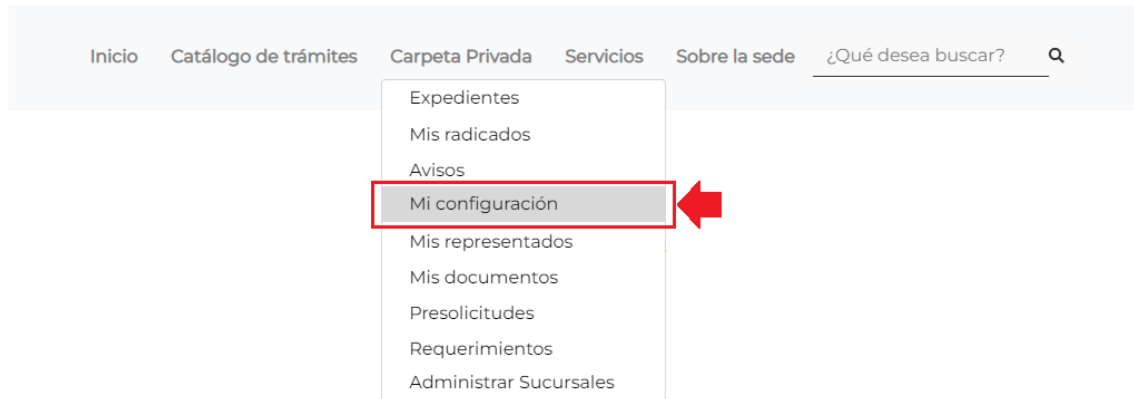 Inicio Catálogo de trámites Carpeta Privada Servicios Sobre la sede ¿Qué desea buscar?
Expedientes
Mis radicados
Avisos
Mi configuración
Mis representados
Mis documentos
Presolicitudes
Requerimientos
Administrar Sucursales